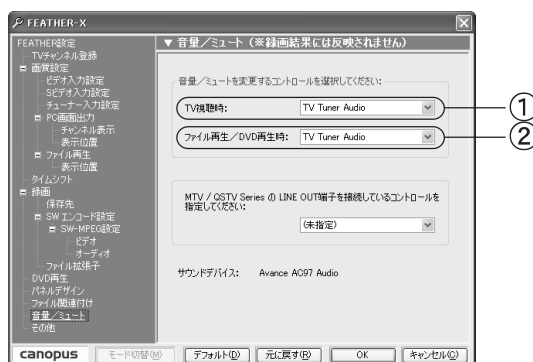 FEATHER-X
FEATHER設定
TVチャンネル登録
画質設定
ビデオ入力設定
Sビデオ入力設定
チューナー入力設定
PC画面出力
チャンネル表示
表示位置
ファイル再生
表示位置
タイムシフト
録画
保存先
SW エンコード設定
SW-MPEG設定
ビデオ
オーディオ
ファイル拡張子
DVD再生
パネルデザイン
ファイル関連付け
音量／ミュート
その他
▼ 音量／ミュート（※録画結果には反映されません）
音量／ミュートを変更するコントロールを選択してください:
TV視聴時: TV Tuner Audio
①
ファイル再生／DVD再生時: TV Tuner Audio
②
MTV / QSTV Series の LINE OUT端子を接続しているコントロールを
指定してください:
(未指定)
サウンドデバイス: Avance AC97 Audio
canopus モード切替(M) デフォルト(D) 元に戻す(R) OK キャンセル(C)